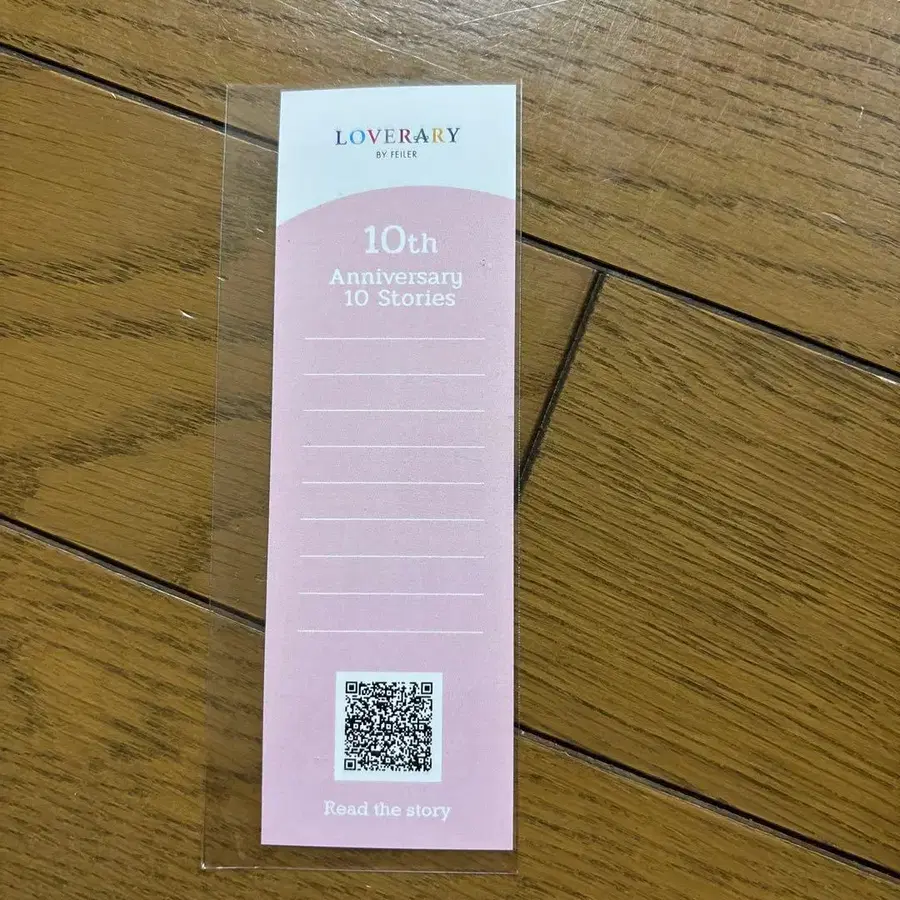 LOVERARY
BY FEILER
10th
Anniversary
10 Stories
Read the story